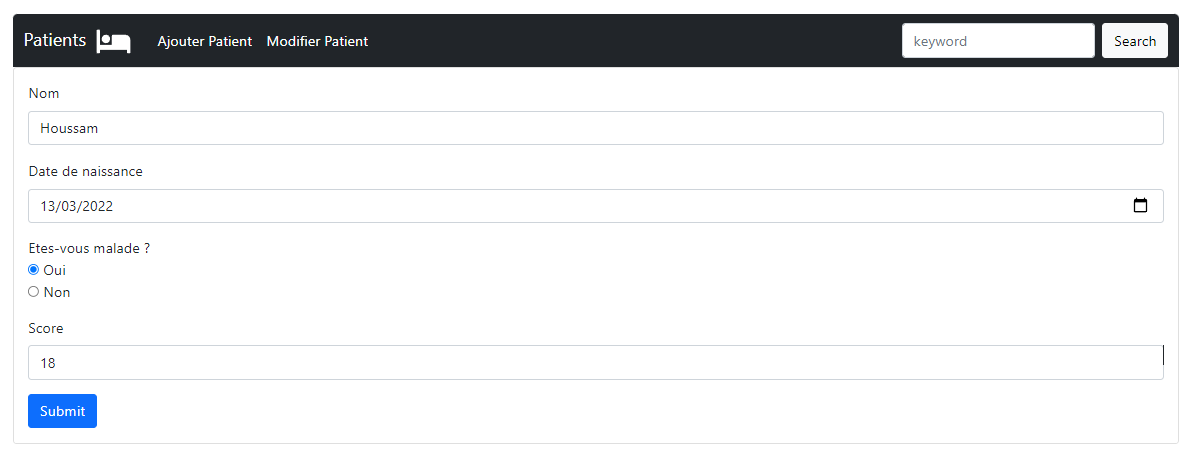 Patients Ajouter Patient Modifier Patient keyword Search
Nom
Houssam
Date de naissance
13/03/2022
Etes-vous malade ?
Oui
Non
Score
18
Submit